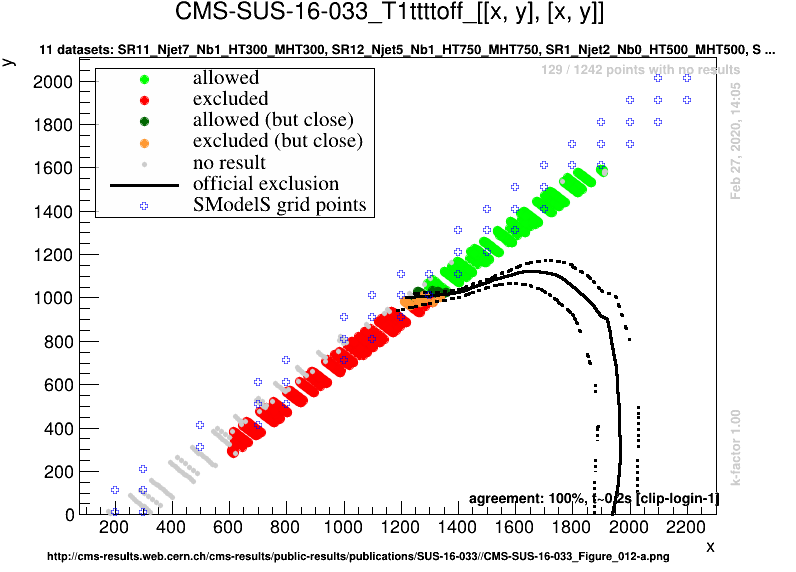 CMS-SUS-16-033_T1ttttoff_[[x, y], [x, y]]
11 datasets: SR11_Njet7_Nb1_HT300_MHT300, SR12_Njet5_Nb1_HT750_MHT750, SR1_Njet2_Nb0_HT500_MHT500, S ...
129 / 1242 points with no results
y
allowed
excluded
allowed (but close)
excluded (but close)
no result
official exclusion
SModelS grid points
2000
1800
1600
1400
1200
1000
800
600
400
200
0
Feb 27, 2020, 14:05
k-factor 1.00
agreement: 100%, t~0.2s [clip-login-1]
200 400 600 800 1000 1200 1400 1600 1800 2000 2200
x
http://cms-results.web.cern.ch/cms-results/public-results/publications/SUS-16-033//CMS-SUS-16-033_Figure_012-a.png